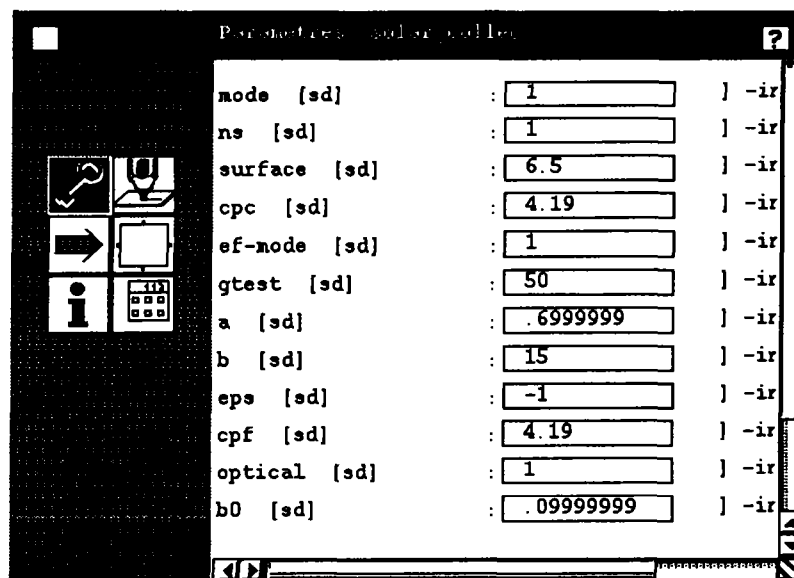 Parametres solar
?
mode [sd] : 1 ] -ir
ns [sd] : 1 ] -ir
surface [sd] : 6.5 ] -ir
cpc [sd] : 4.19 ] -ir
ef-mode [sd] : 1 ] -ir
gtest [sd] : 50 ] -ir
a [sd] : .6999999 ] -ir
b [sd] : 15 ] -ir
eps [sd] : -1 ] -ir
cpf [sd] : 4.19 ] -ir
optical [sd] : 1 ] -ir
b0 [sd] : .09999999 ] -ir
i